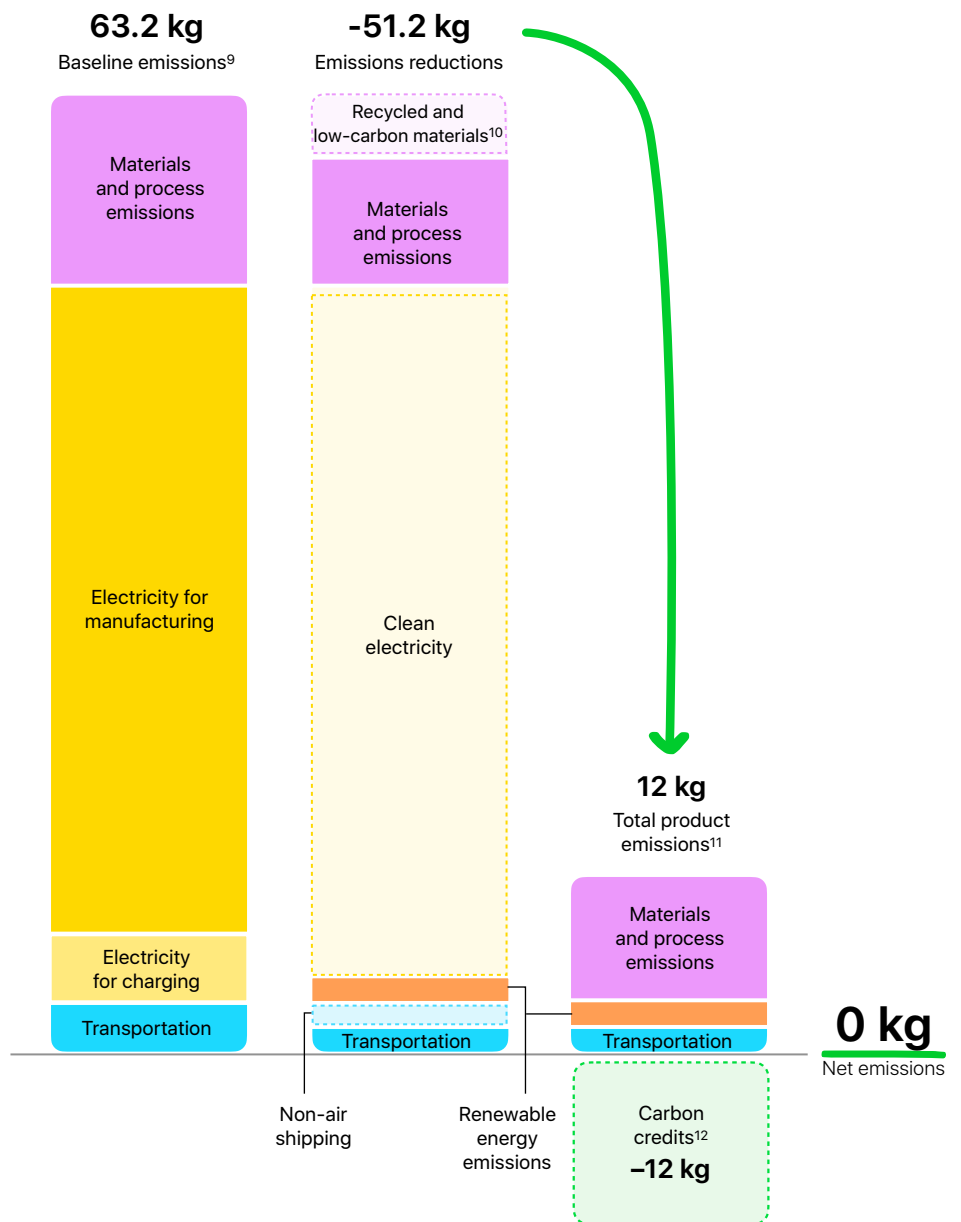 63.2 kg
Baseline emissions⁹
Materials
and process
emissions
Electricity for
manufacturing
Electricity
for charging
Transportation
-51.2 kg
Emissions reductions
Recycled and
low-carbon materials¹⁰
Materials
and process
emissions
Clean
electricity
Transportation
Non-air
shipping
Renewable
energy
emissions
12 kg
Total product
emissions¹¹
Materials
and process
emissions
Transportation
Carbon
credits¹²
–12 kg
0 kg
Net emissions